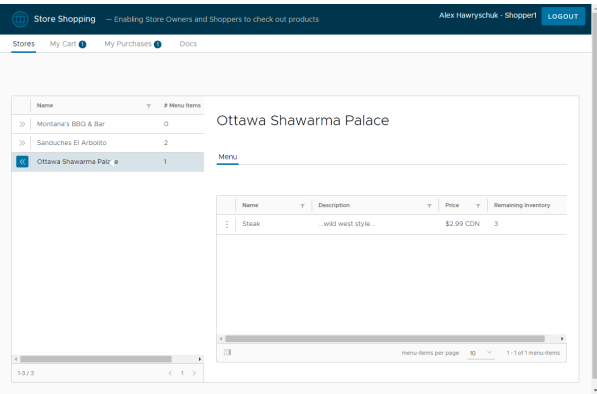 Store Shopping — Enabling Store Owners and Shoppers to check out products
Alex Hawryschuk - Shopper1 LOGOUT
Stores My Cart 1 My Purchases 1 Docs
Name # Menu Items
Montana's BBQ & Bar 0
Sanduches El Arbolito 2
Ottawa Shawarma Palace 1
1-3 / 3 1
Ottawa Shawarma Palace
Menu
Name Description Price Remaining Inventory
Steak ...wild west style... $2.99 CDN 3
menu-items per page 10 1 - 1 of 1 menu-items